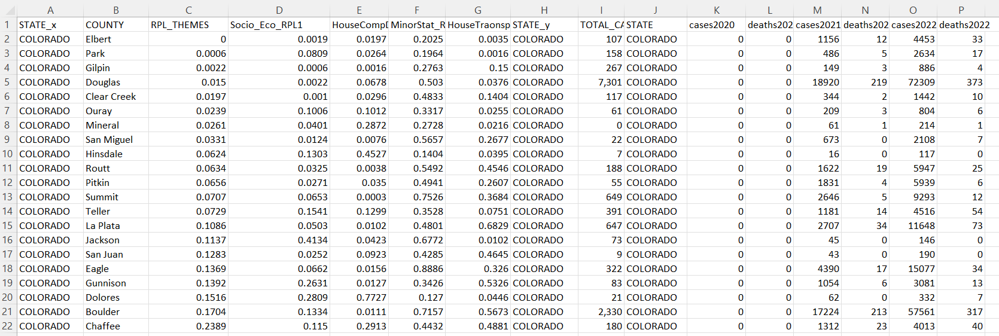 A B C D E F G H I J K L M N O P
1 STATE_x COUNTY RPL_THEMES Socio_Eco_RPL1 HouseCompD MinorStat_R HouseTraonsp STATE_y TOTAL_CA STATE cases2020 deaths202 cases2021 deaths202 cases2022 deaths2022
2 COLORADO Elbert 0 0.0019 0.0197 0.2025 0.0035 COLORADO 107 COLORADO 0 0 1156 12 4453 33
3 COLORADO Park 0.0006 0.0809 0.0264 0.1964 0.0016 COLORADO 158 COLORADO 0 0 486 5 2634 17
4 COLORADO Gilpin 0.0022 0.0006 0.0016 0.2763 0.15 COLORADO 267 COLORADO 0 0 149 3 886 4
5 COLORADO Douglas 0.015 0.0022 0.0678 0.503 0.0376 COLORADO 7,301 COLORADO 0 0 18920 219 72309 373
6 COLORADO Clear Creek 0.0197 0.001 0.0296 0.4833 0.1404 COLORADO 117 COLORADO 0 0 344 2 1442 10
7 COLORADO Ouray 0.0239 0.1006 0.1012 0.3317 0.0255 COLORADO 61 COLORADO 0 0 209 3 804 6
8 COLORADO Mineral 0.0261 0.0401 0.2872 0.2728 0.0216 COLORADO 0 COLORADO 0 0 61 1 214 1
9 COLORADO San Miguel 0.0331 0.0124 0.0076 0.5657 0.2677 COLORADO 22 COLORADO 0 0 673 0 2108 7
10 COLORADO Hinsdale 0.0624 0.1303 0.4527 0.1404 0.0395 COLORADO 7 COLORADO 0 0 16 0 117 0
11 COLORADO Routt 0.0634 0.0325 0.0038 0.5492 0.4546 COLORADO 188 COLORADO 0 0 1622 19 5947 25
12 COLORADO Pitkin 0.0656 0.0271 0.035 0.4941 0.2607 COLORADO 55 COLORADO 0 0 1831 4 5939 6
13 COLORADO Summit 0.0707 0.0653 0.0003 0.7526 0.3684 COLORADO 649 COLORADO 0 0 2646 5 9293 12
14 COLORADO Teller 0.0729 0.1541 0.1299 0.3528 0.0751 COLORADO 391 COLORADO 0 0 1181 14 4516 54
15 COLORADO La Plata 0.1086 0.0503 0.0102 0.4801 0.6829 COLORADO 647 COLORADO 0 0 2707 34 11648 73
16 COLORADO Jackson 0.1137 0.4134 0.0423 0.6772 0.0102 COLORADO 73 COLORADO 0 0 45 0 146 0
17 COLORADO San Juan 0.1283 0.0252 0.0923 0.4285 0.4645 COLORADO 9 COLORADO 0 0 43 0 190 0
18 COLORADO Eagle 0.1369 0.0662 0.0156 0.8886 0.326 COLORADO 322 COLORADO 0 0 4390 17 15077 34
19 COLORADO Gunnison 0.1392 0.2631 0.0127 0.3426 0.5326 COLORADO 83 COLORADO 0 0 1054 6 3081 13
20 COLORADO Dolores 0.1516 0.2809 0.7727 0.127 0.0446 COLORADO 21 COLORADO 0 0 62 0 332 7
21 COLORADO Boulder 0.1704 0.1334 0.0111 0.7157 0.5673 COLORADO 2,330 COLORADO 0 0 17224 213 57561 317
22 COLORADO Chaffee 0.2389 0.115 0.2913 0.4432 0.4881 COLORADO 180 COLORADO 0 0 1312 23 4013 40